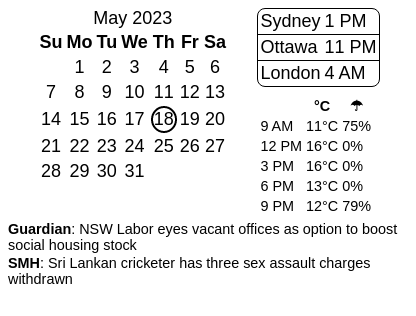 May 2023
Su Mo Tu We Th Fr Sa
1 2 3 4 5 6
7 8 9 10 11 12 13
14 15 16 17 18 19 20
21 22 23 24 25 26 27
28 29 30 31
Sydney 1 PM
Ottawa 11 PM
London 4 AM
°C ☂
9 AM 11°C 75%
12 PM 16°C 0%
3 PM 16°C 0%
6 PM 13°C 0%
9 PM 12°C 79%
Guardian: NSW Labor eyes vacant offices as option to boost
social housing stock
SMH: Sri Lankan cricketer has three sex assault charges
withdrawn